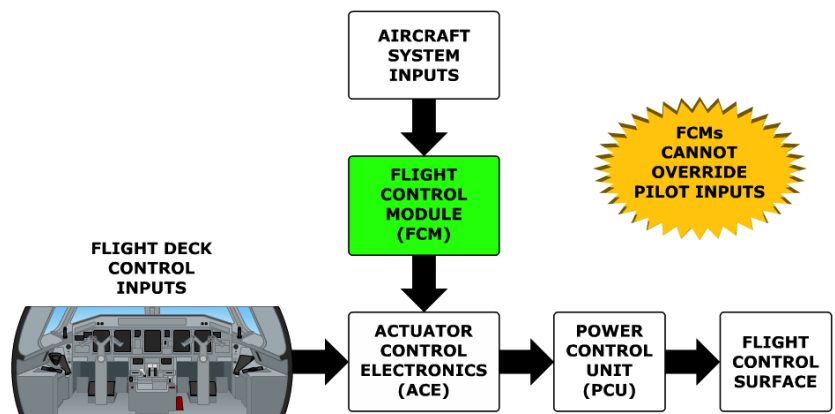 AIRCRAFT
SYSTEM
INPUTS
FCMs
CANNOT
OVERRIDE
PILOT INPUTS
FLIGHT
CONTROL
MODULE
(FCM)
FLIGHT DECK
CONTROL
INPUTS
ACTUATOR
CONTROL
ELECTRONICS
(ACE)
POWER
CONTROL
UNIT
(PCU)
FLIGHT
CONTROL
SURFACE